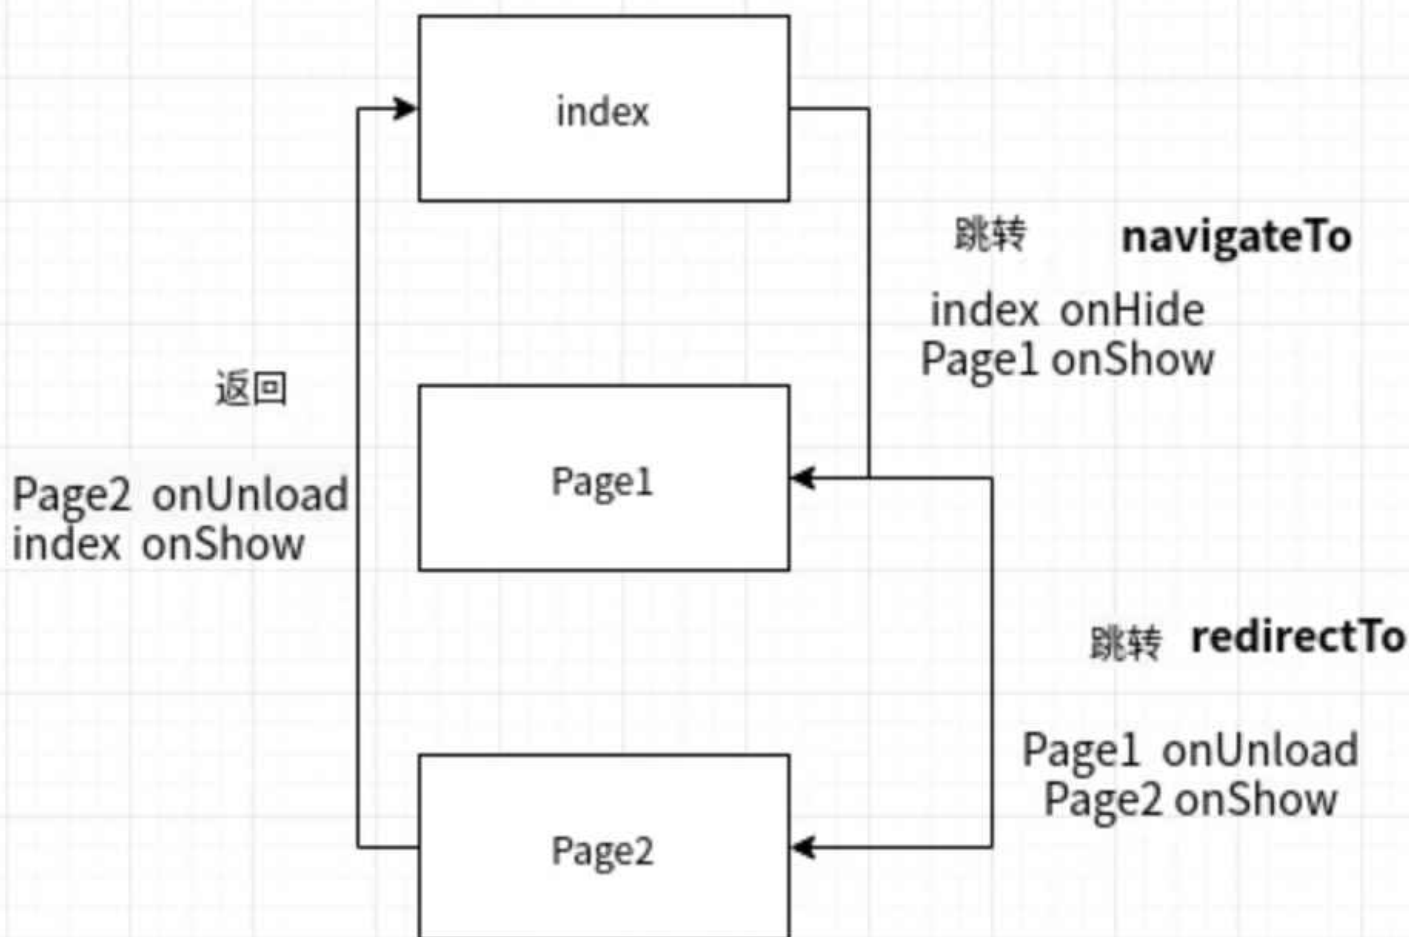 index
跳转 navigateTo
index onHide
Page1 onShow
返回
Page2 onUnload
index onShow
Page1
跳转 redirectTo
Page1 onUnload
Page2 onShow
Page2